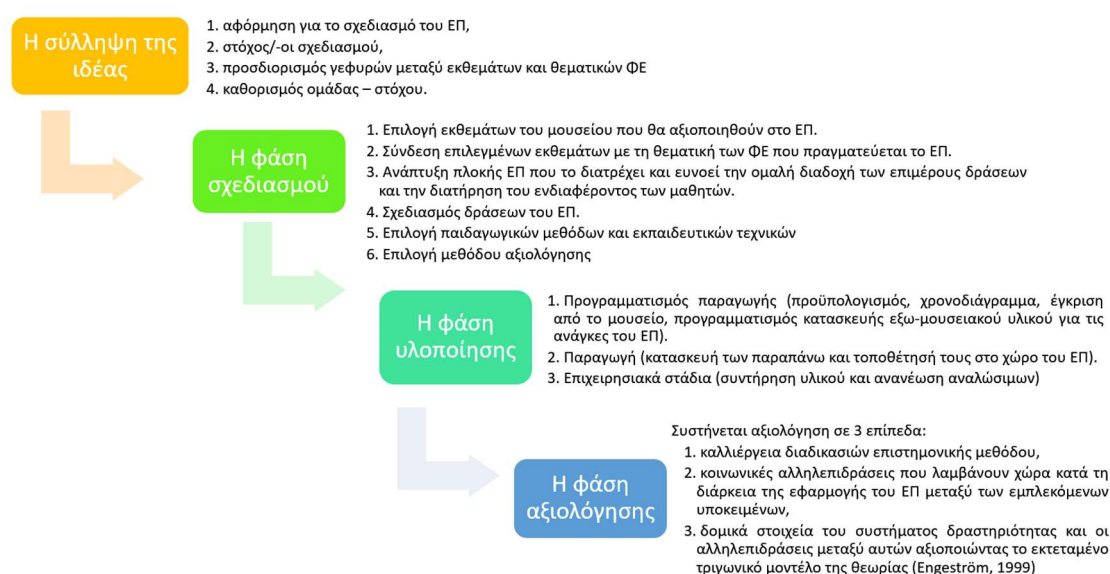 Η σύλληψη της
ιδέας
1. αφόρμηση για το σχεδιασμό του ΕΠ,
2. στόχος/-οι σχεδιασμού,
3. προσδιορισμός γεφυρών μεταξύ εκθεμάτων και θεματικών ΦΕ
4. καθορισμός ομάδας – στόχου.
Η φάση
σχεδιασμού
1. Επιλογή εκθεμάτων του μουσείου που θα αξιοποιηθούν στο ΕΠ.
2. Σύνδεση επιλεγμένων εκθεμάτων με τη θεματική των ΦΕ που πραγματεύεται το ΕΠ.
3. Ανάπτυξη πλοκής ΕΠ που το διατρέχει και ευνοεί την ομαλή διαδοχή των επιμέρους δράσεων
και την διατήρηση του ενδιαφέροντος των μαθητών.
4. Σχεδιασμός δράσεων του ΕΠ.
5. Επιλογή παιδαγωγικών μεθόδων και εκπαιδευτικών τεχνικών
6. Επιλογή μεθόδου αξιολόγησης
Η φάση
υλοποίησης
1. Προγραμματισμός παραγωγής (προϋπολογισμός, χρονοδιάγραμμα, έγκριση
από το μουσείο, προγραμματισμός κατασκευής εξω-μουσειακού υλικού για τις
ανάγκες του ΕΠ).
2. Παραγωγή (κατασκευή των παραπάνω και τοποθέτησή τους στο χώρο του ΕΠ).
3. Επιχειρησιακά στάδια (συντήρηση υλικού και ανανέωση αναλώσιμων)
Η φάση
αξιολόγησης
Συστήνεται αξιολόγηση σε 3 επίπεδα:
1. καλλιέργεια διαδικασιών επιστημονικής μεθόδου,
2. κοινωνικές αλληλεπιδράσεις που λαμβάνουν χώρα κατά τη
διάρκεια της εφαρμογής του ΕΠ μεταξύ των εμπλεκόμενων
υποκειμένων,
3. δομικά στοιχεία του συστήματος δραστηριότητας και οι
αλληλεπιδράσεις μεταξύ αυτών αξιοποιώντας το εκτεταμένο
τριγωνικό μοντέλο της θεωρίας (Engeström, 1999)